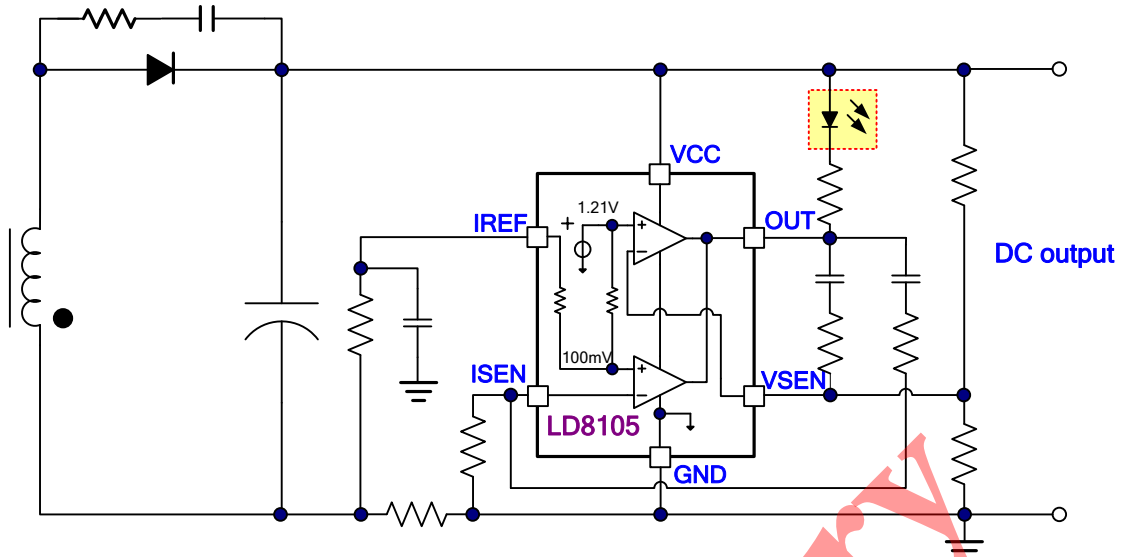 VCC
1.21V
IREF
+
+
OUT
−
DC output
100mV
ISEN
+
VSEN
−
LD8105
GND